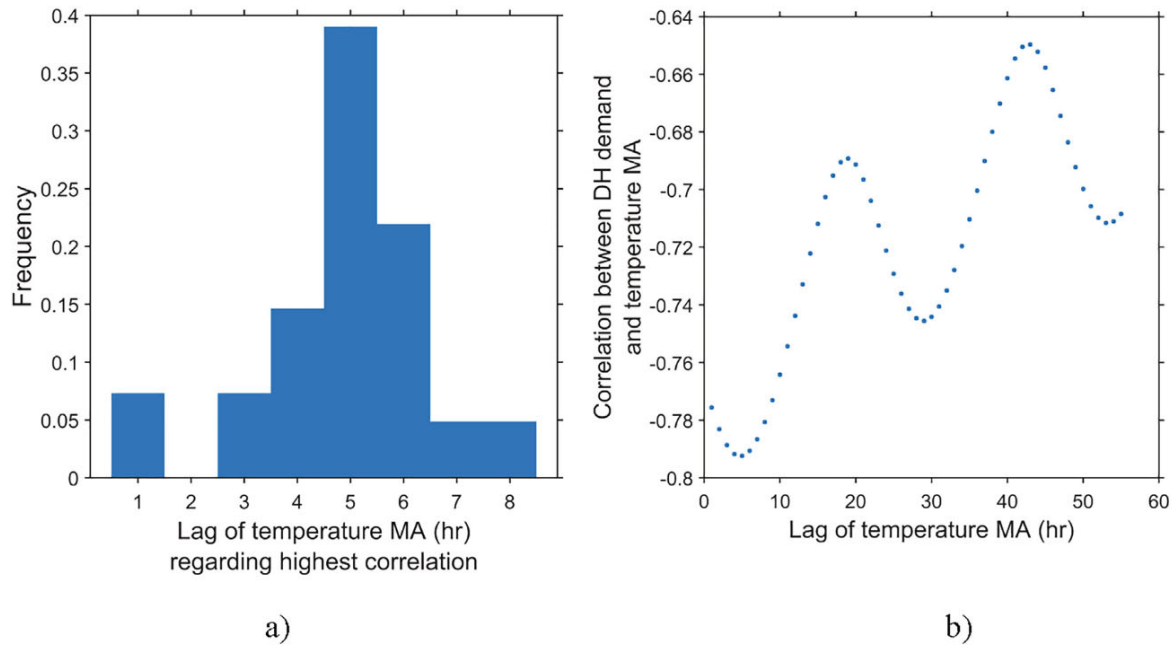 0.4
0.35
0.3
0.25
0.2
0.15
0.1
0.05
0
Frequency
1 2 3 4 5 6 7 8
Lag of temperature MA (hr)
regarding highest correlation
a)
-0.64
-0.66
-0.68
-0.7
-0.72
-0.74
-0.76
-0.78
-0.8
Correlation between DH demand
and temperature MA
0 10 20 30 40 50 60
Lag of temperature MA (hr)
b)